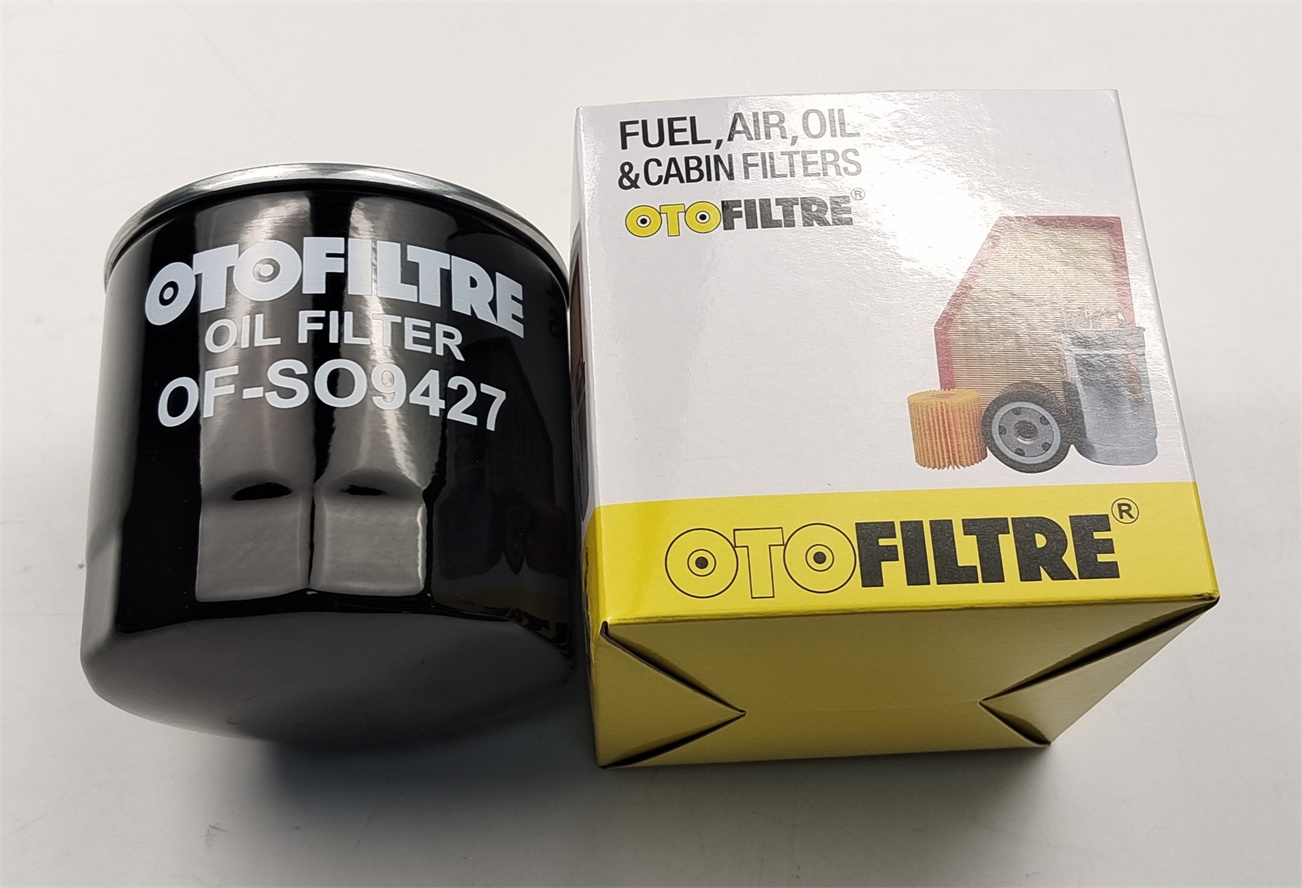 OTOFILTRE
OIL FILTER
OF-SO9427
FUEL, AIR, OIL
& CABIN FILTERS
OTOFILTRE®
OTOFILTRE®